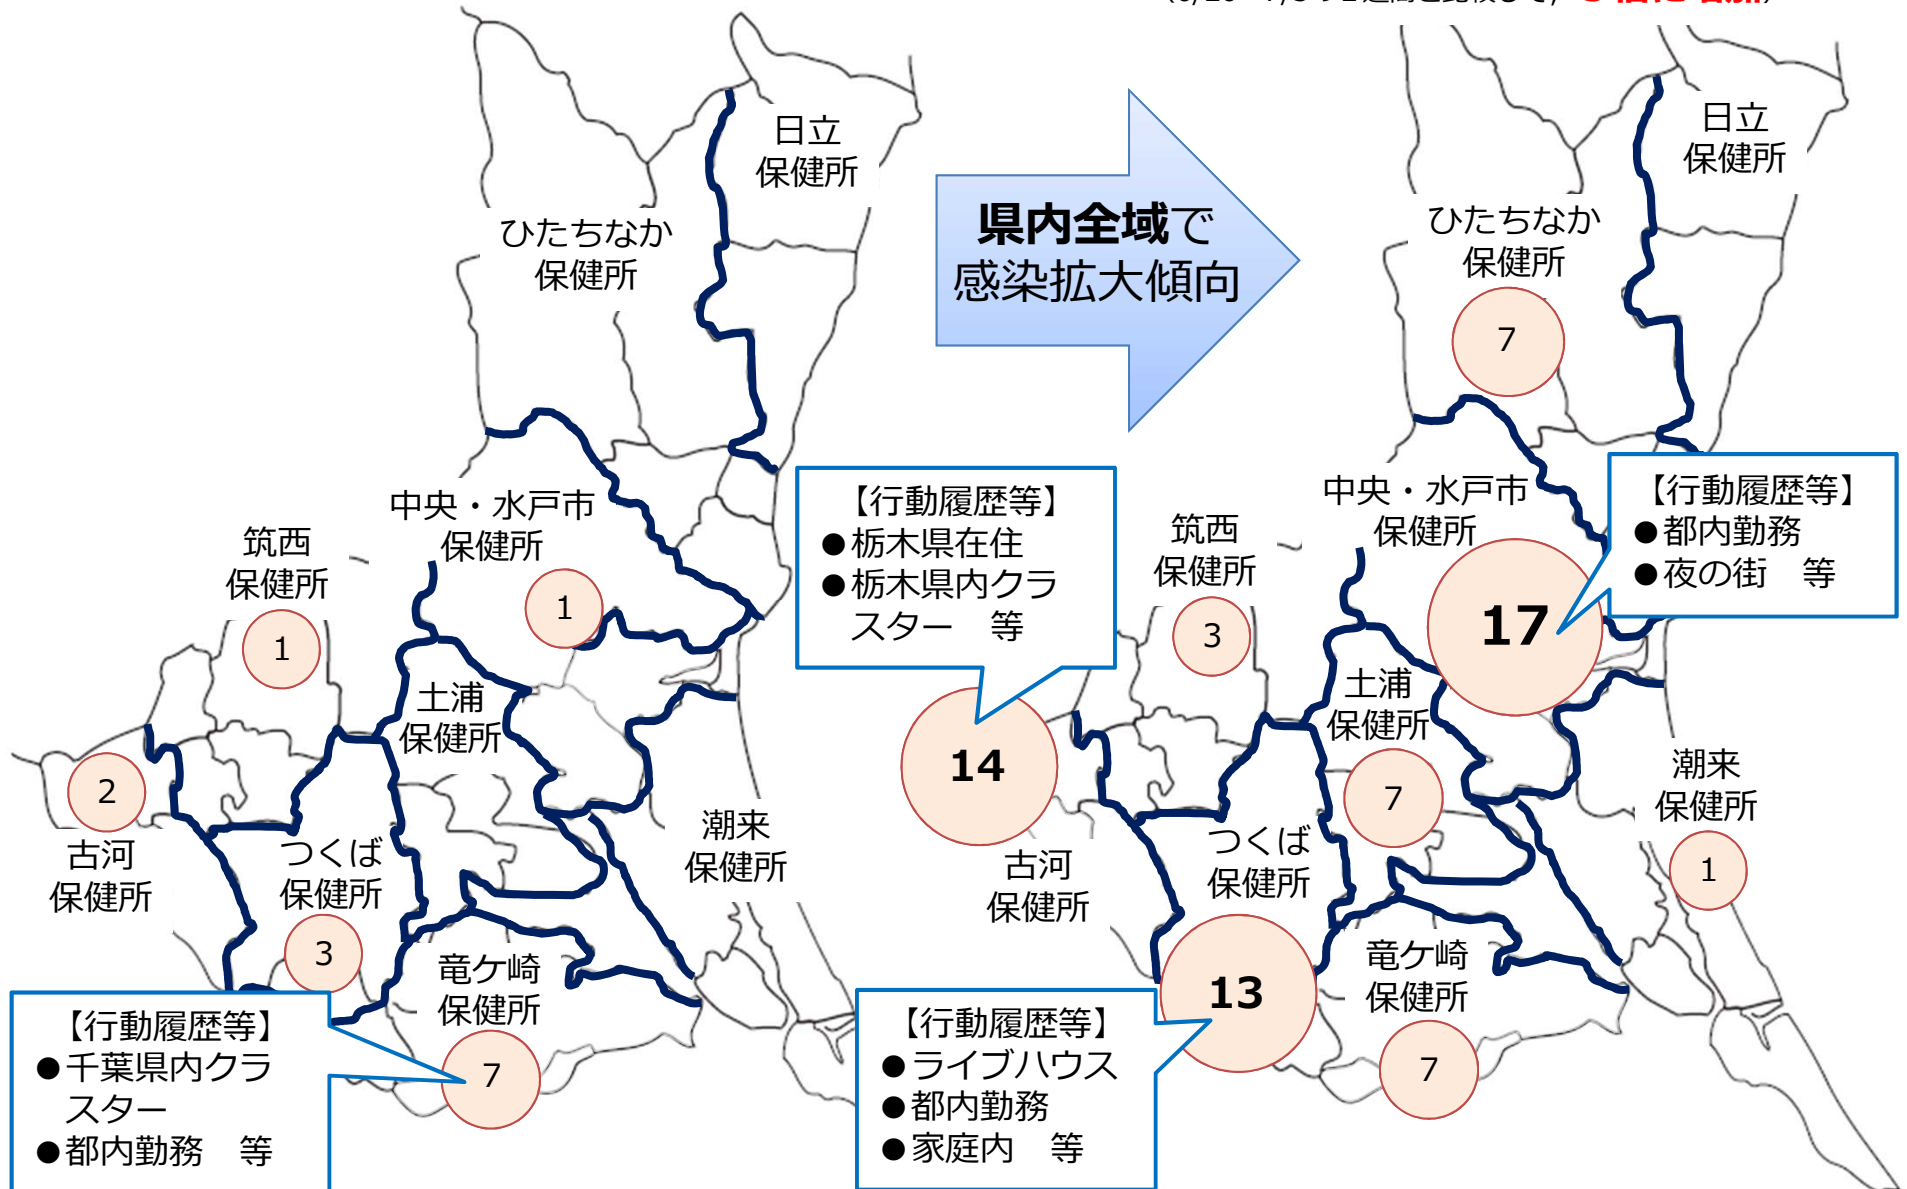 日立
保健所
ひたちなか
保健所
中央・水戸市
保健所
1
筑西
保健所
1
土浦
保健所
2
古河
保健所
つくば
保健所
3
潮来
保健所
竜ケ崎
保健所
7
【行動履歴等】
●千葉県内クラ
スター
●都内勤務 等
県内全域で
感染拡大傾向
日立
保健所
ひたちなか
保健所
7
中央・水戸市
保健所
17
【行動履歴等】
●都内勤務
●夜の街 等
【行動履歴等】
●栃木県在住
●栃木県内クラ
スター 等
14
筑西
保健所
3
土浦
保健所
7
古河
保健所
つくば
保健所
13
潮来
保健所
1
竜ケ崎
保健所
7
【行動履歴等】
●ライブハウス
●都内勤務
●家庭内 等